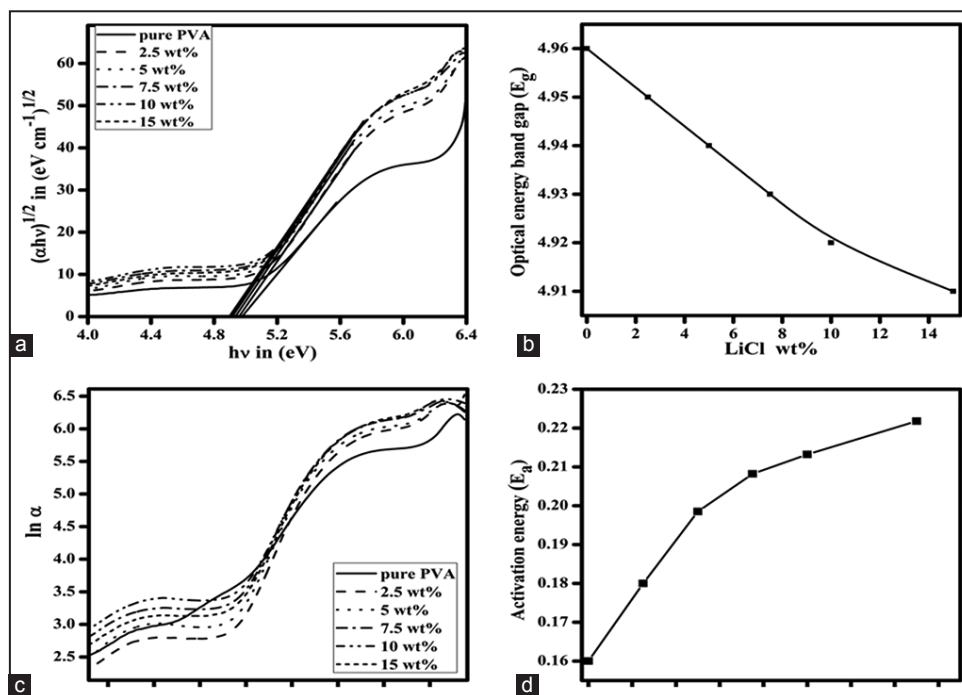 pure PVA
2.5 wt%
5 wt%
7.5 wt%
10 wt%
15 wt%
60
50
40
30
20
10
0
(αhν)1/2 in (eV cm-1)1/2
4.0 4.4 4.8 5.2 5.6 6.0 6.4
hν in (eV)
a
4.96
4.95
4.94
4.93
4.92
4.91
Optical energy band gap (Eg)
0 2 4 6 8 10 12 14
LiCl wt%
b
6.5
6.0
5.5
5.0
4.5
4.0
3.5
3.0
2.5
ln α
pure PVA
2.5 wt%
5 wt%
7.5 wt%
10 wt%
15 wt%
c
0.23
0.22
0.21
0.20
0.19
0.18
0.17
0.16
Activation energy (Ea)
d